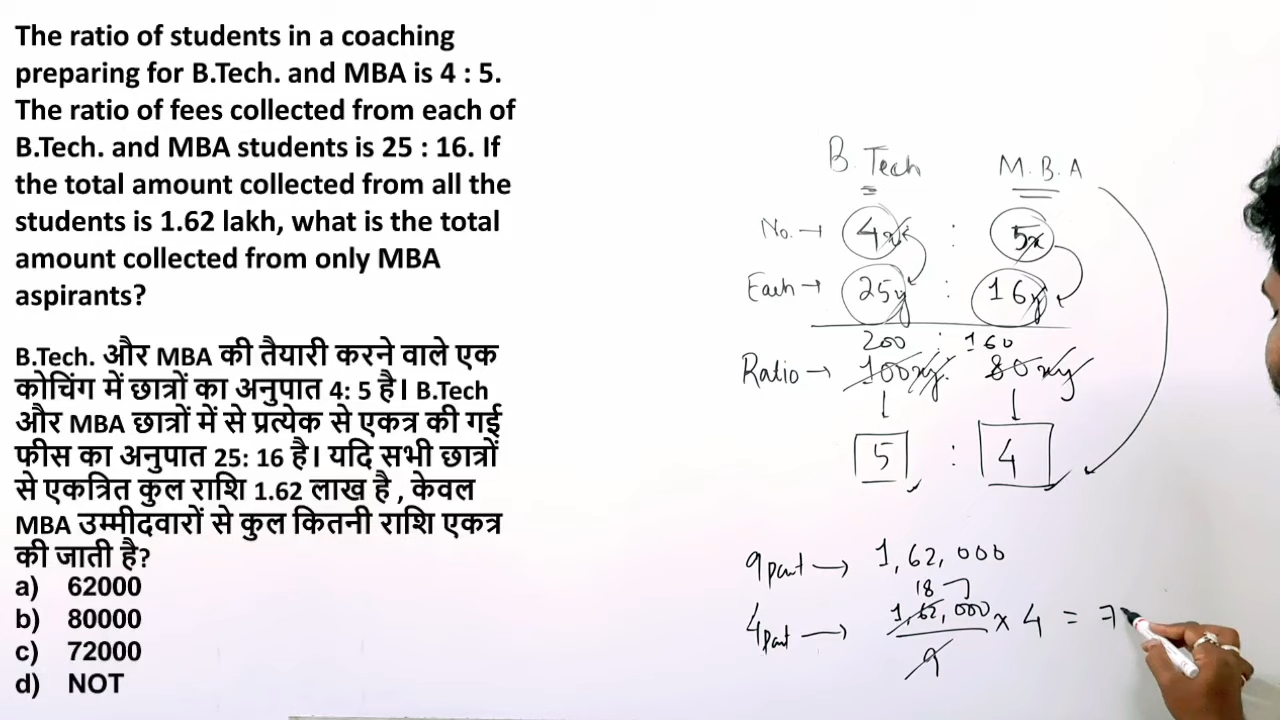 The ratio of students in a coaching
preparing for B.Tech. and MBA is 4 : 5.
The ratio of fees collected from each of
B.Tech. and MBA students is 25 : 16. If
the total amount collected from all the
students is 1.62 lakh, what is the total
amount collected from only MBA
aspirants?
B.Tech. और MBA की तैयारी करने वाले एक
कोचिंग में छात्रों का अनुपात 4: 5 है। B.Tech
और MBA छात्रों में से प्रत्येक से एकत्र की गई
फीस का अनुपात 25: 16 है। यदि सभी छात्रों
से एकत्रित कुल राशि 1.62 लाख है , केवल
MBA उम्मीदवारों से कुल कितनी राशि एकत्र
की जाती है?
a) 62000
b) 80000
c) 72000
d) NOT
B. Tech M.B.A
No. → 4x : 5x
Each → 25y : 16y
200 : 160
Ratio → 100xy : 80xy
5 : 4
9 part → 1,62,000
18
4 part → 1,62,000 × 4 = 7
9